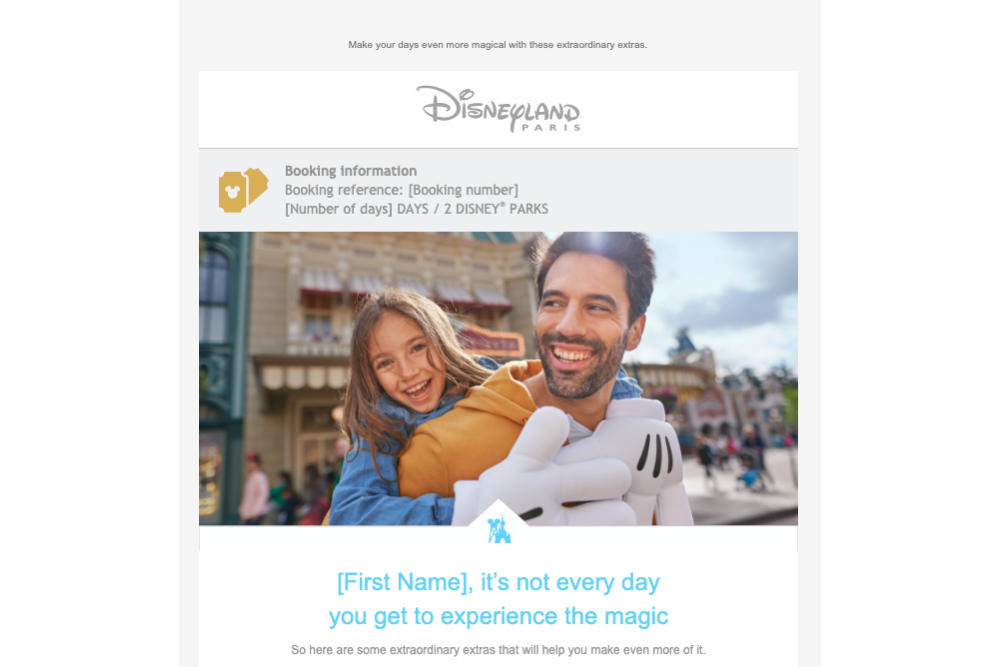 Make your days even more magical with these extraordinary extras.
Disneyland
PARIS
Booking information
Booking reference: [Booking number]
[Number of days] DAYS / 2 DISNEY® PARKS
[First Name], it’s not every day
you get to experience the magic
So here are some extraordinary extras that will help you make even more of it.